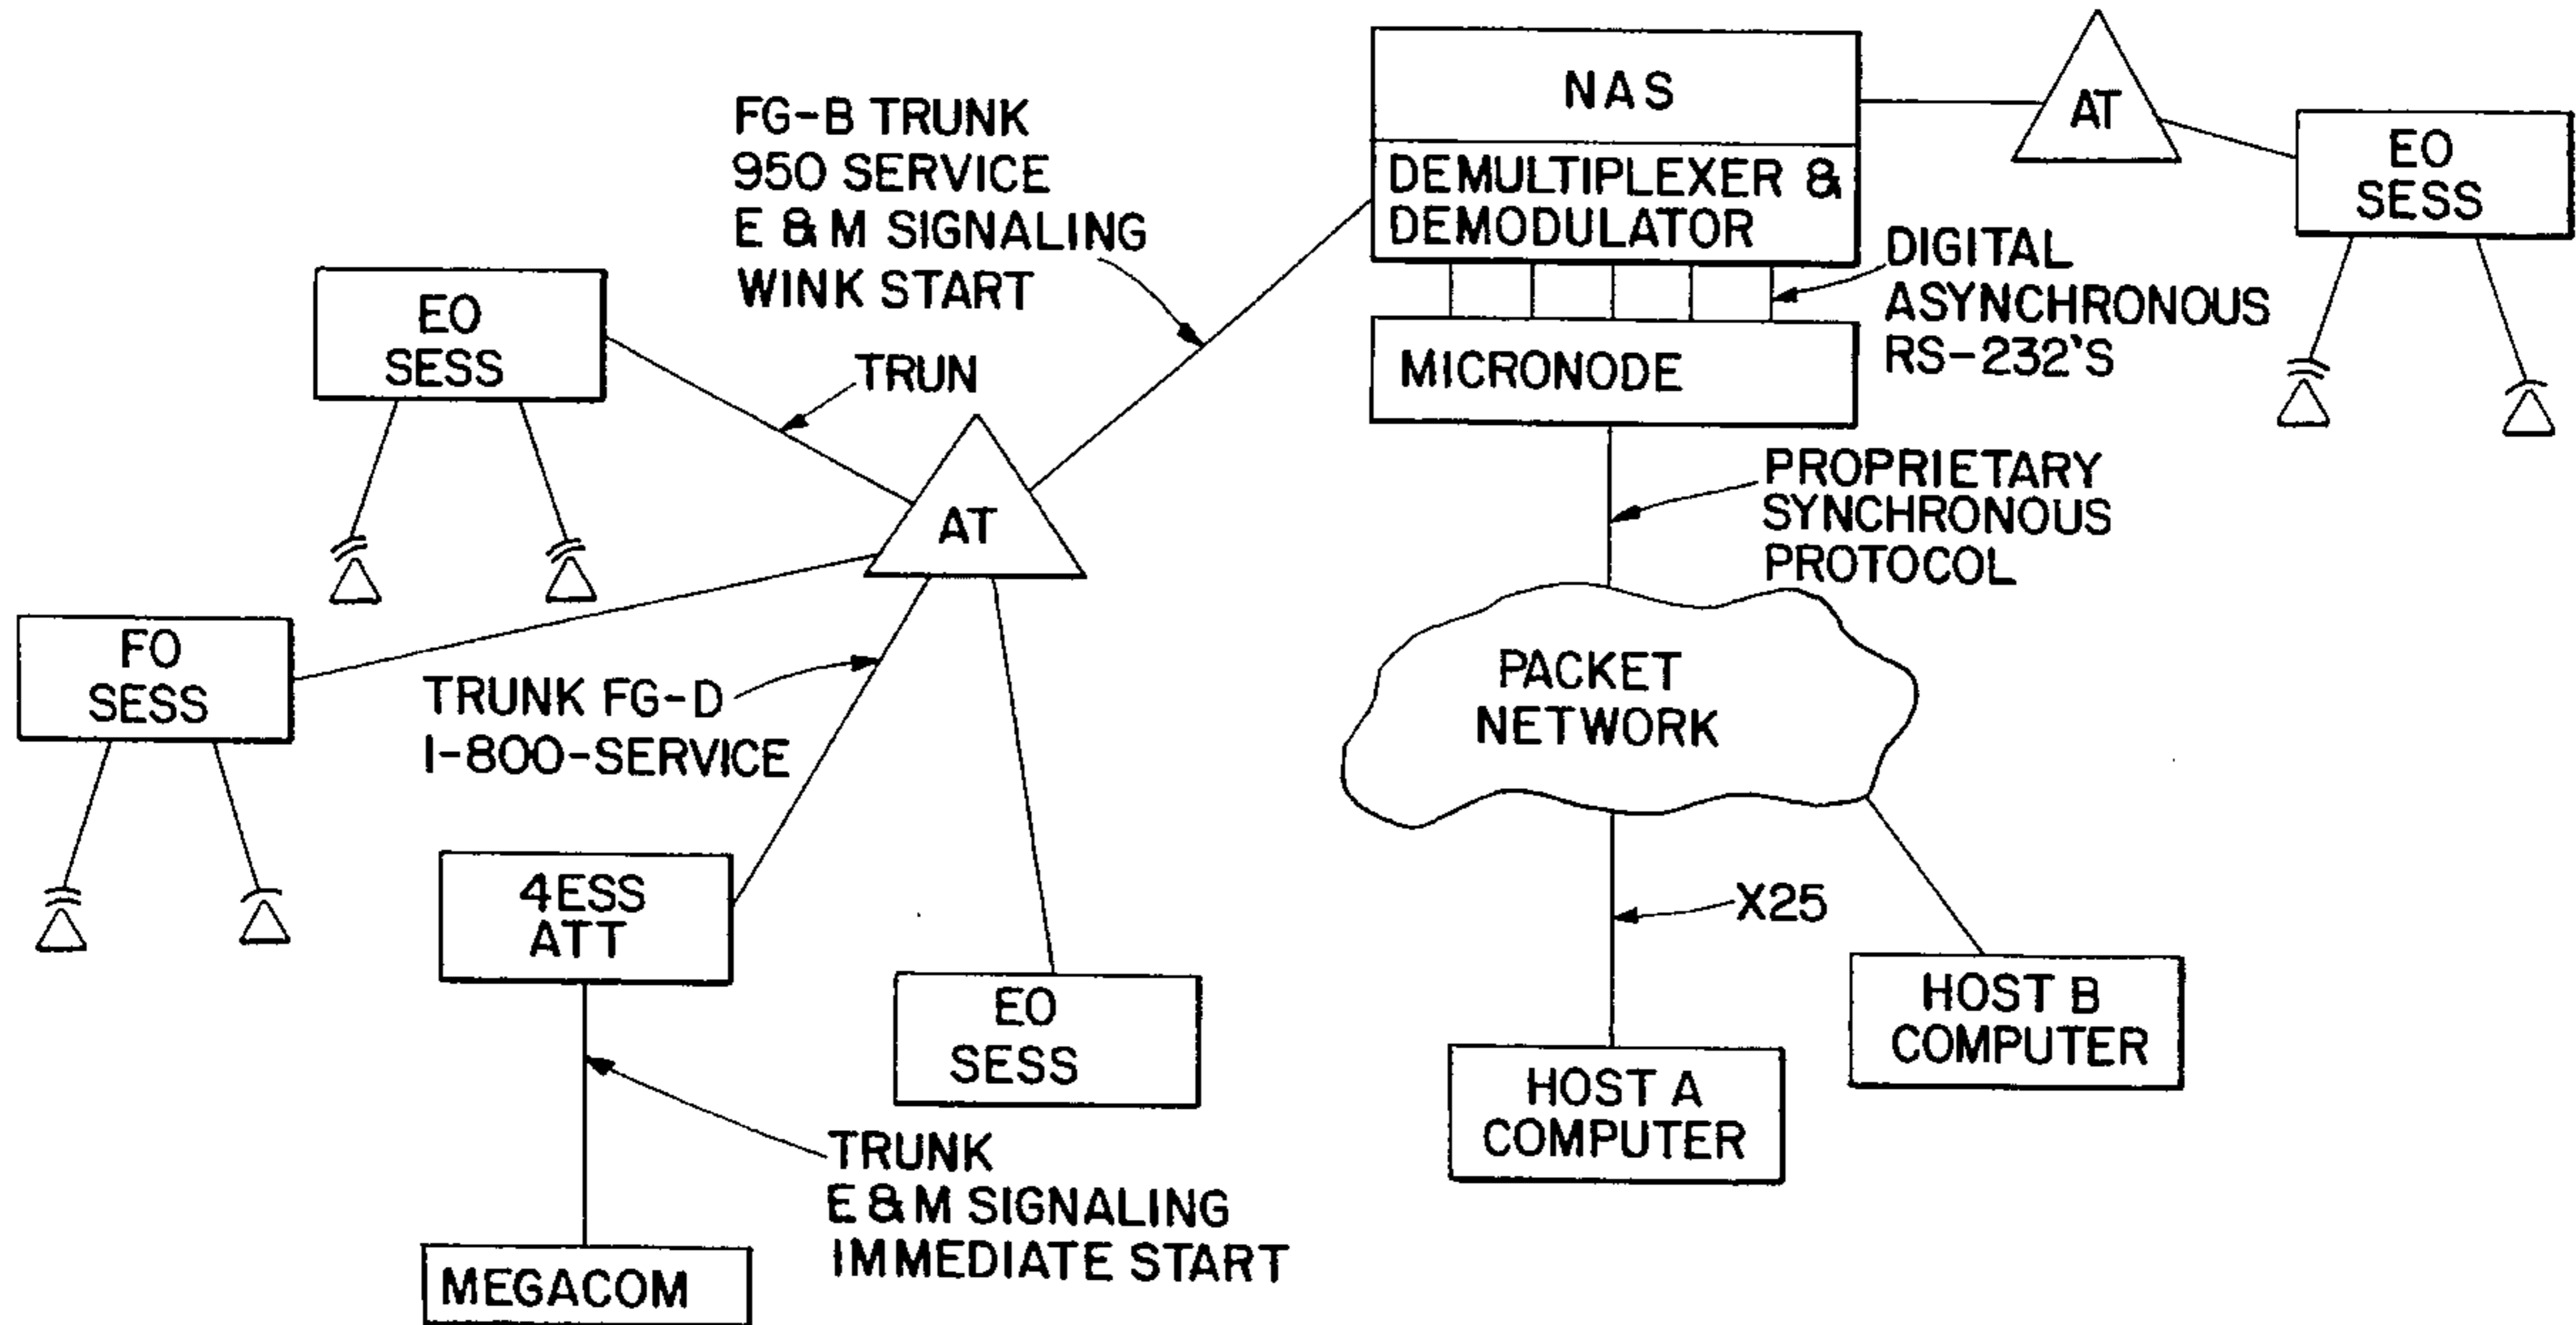 FG-B TRUNK
950 SERVICE
E & M SIGNALING
WINK START
NAS
DEMULTIPLEXER &
DEMODULATOR
AT
EO
SESS
DIGITAL
ASYNCHRONOUS
RS-232'S
EO
SESS
TRUN
MICRONODE
AT
PROPRIETARY
SYNCHRONOUS
PROTOCOL
FO
SESS
TRUNK FG-D
1-800-SERVICE
PACKET
NETWORK
4ESS
ATT
X25
EO
SESS
HOST B
COMPUTER
HOST A
COMPUTER
TRUNK
E & M SIGNALING
IMMEDIATE START
MEGACOM